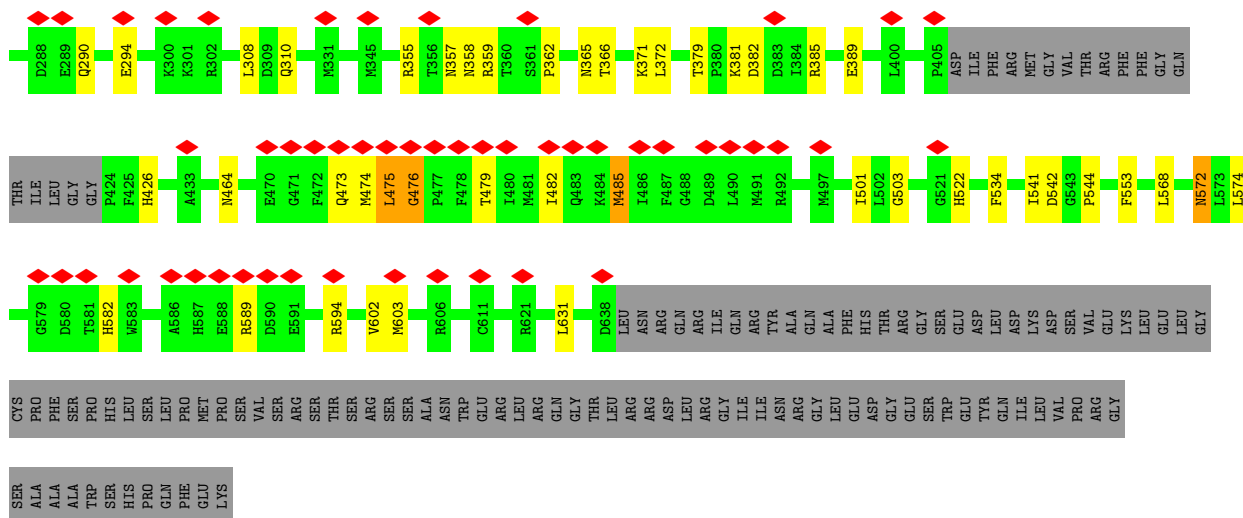 D288 E289 Q290 E294 K300 K301 R302 L308 D309 Q310 M331 M345 R355 T356 N357 N358 R359 T360 S361 P362 N365 T366 K371 L372 T379 P380 K381 D382 D383 I384 R385 E389 L400 P405 ASP ILE PHE ARG MET GLY VAL THR ARG PHE PHE GLY GLN
THR ILE LEU GLY GLY P424 F425 H426 A433 N464 E470 G471 F472 Q473 M474 L475 G476 P477 F478 T479 I480 M481 I482 Q483 K484 M485 I486 F487 G488 D489 L490 M491 R492 M497 I501 L502 G503 G521 H522 F534 I541 D542 G543 P544 F553 L568 N572 L573 L574
G579 D580 T581 H582 W583 A586 H587 E588 R589 D590 E591 R594 V602 M603 R606 C611 R621 L631 D638 LEU ASN ARG GLN ARG ILE GLN ARG TYR ALA GLN ALA PHE HIS THR ARG GLY SER GLU ASP LEU ASP LYS ASP SER VAL GLU LYS LEU GLU LEU GLY
CYS PRO PHE SER PRO HIS LEU SER LEU PRO MET PRO SER VAL SER ARG SER THR SER ARG SER SER ALA ASN TRP GLU ARG LEU ARG GLN GLY THR LEU ARG ARG ASP LEU ARG GLY ILE ILE ASN ARG GLY LEU GLU ASP GLY GLU SER TRP GLU TYR GLN ILE LEU VAL PRO ARG GLY
SER ALA ALA ALA TRP SER HIS PRO GLN PHE GLU LYS